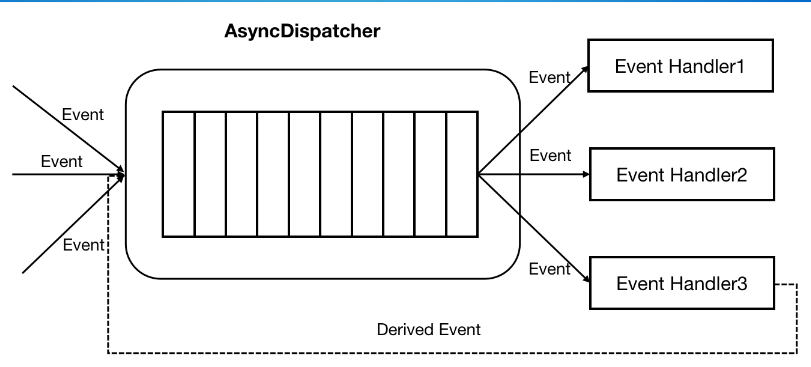 AsyncDispatcher
Event
Event
Event
Event
Event
Event
Event Handler1
Event Handler2
Event Handler3
Derived Event